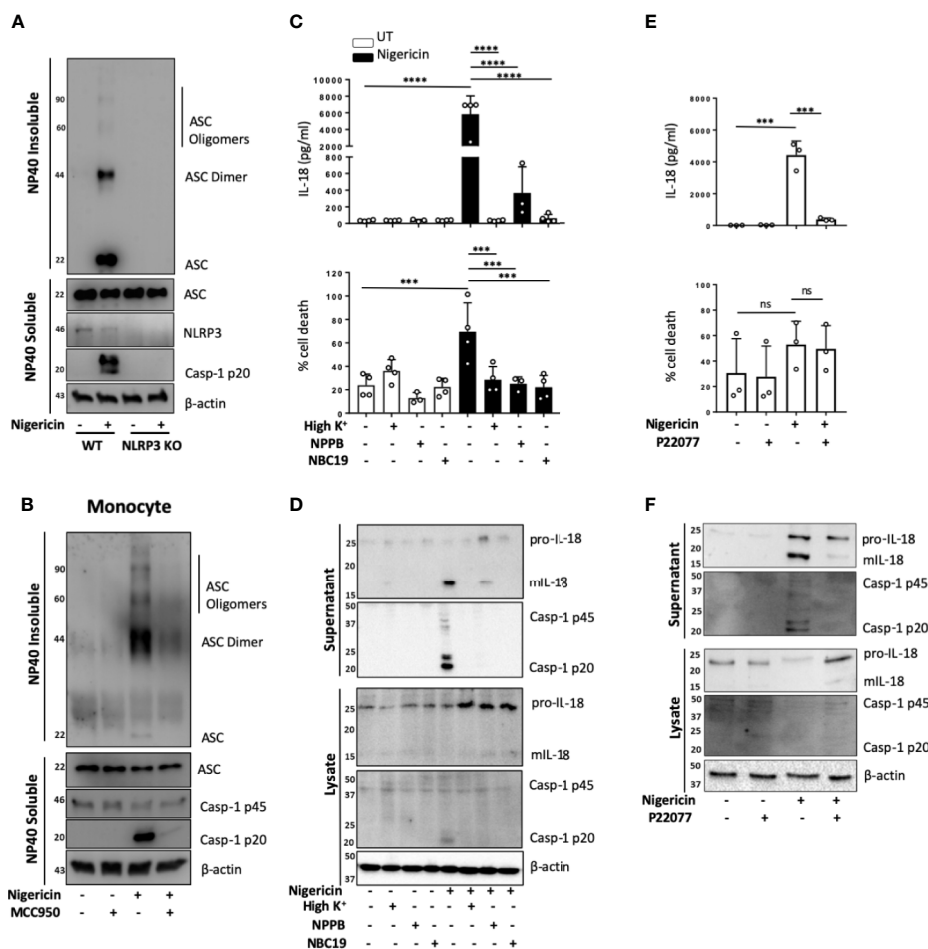 A
NP40 Insoluble
90
60
44
22
ASC
Oligomers
ASC Dimer
ASC
NP40 Soluble
22
46
20
43
ASC
NLRP3
Casp-1 p20
β-actin
Nigericin - + - +
WT NLRP3 KO
B
Monocyte
NP40 Insoluble
90
60
44
22
ASC
Oligomers
ASC Dimer
ASC
NP40 Soluble
22
46
20
43
ASC
Casp-1 p45
Casp-1 p20
β-actin
Nigericin - - + +
MCC950 - + - +
C
UT
Nigericin
****
****
****
****
IL-18 (pg/ml)
10000
8000
6000
4000
2000
800
600
400
200
0
***
***
***
***
% cell death
120
100
80
60
40
20
0
High K⁺ - + - - - + - -
NPPB - - + - - - + -
NBC19 - - - + - - - +
D
Supernatant
25
20
15
50
37
25
20
pro-IL-18
mIL-18
Casp-1 p45
Casp-1 p20
Lysate
37
25
20
15
50
37
25
20
50
37
pro-IL-18
mIL-18
Casp-1 p45
Casp-1 p20
β-actin
Nigericin - - - - + + + +
High K⁺ - + - - - + - -
NPPB - - + - - - + -
NBC19 - - - + - - - +
E
*** ***
IL-18 (pg/ml)
10000
8000
6000
4000
2000
0
ns ns
% cell death
100
80
60
40
20
0
Nigericin - - + +
P22077 - + - +
F
Supernatant
25
20
15
50
37
25
20
pro-IL-18
mIL-18
Casp-1 p45
Casp-1 p20
Lysate
25
20
15
50
37
25
20
50
37
pro-IL-18
mIL-18
Casp-1 p45
Casp-1 p20
β-actin
Nigericin - - + +
P22077 - + - +